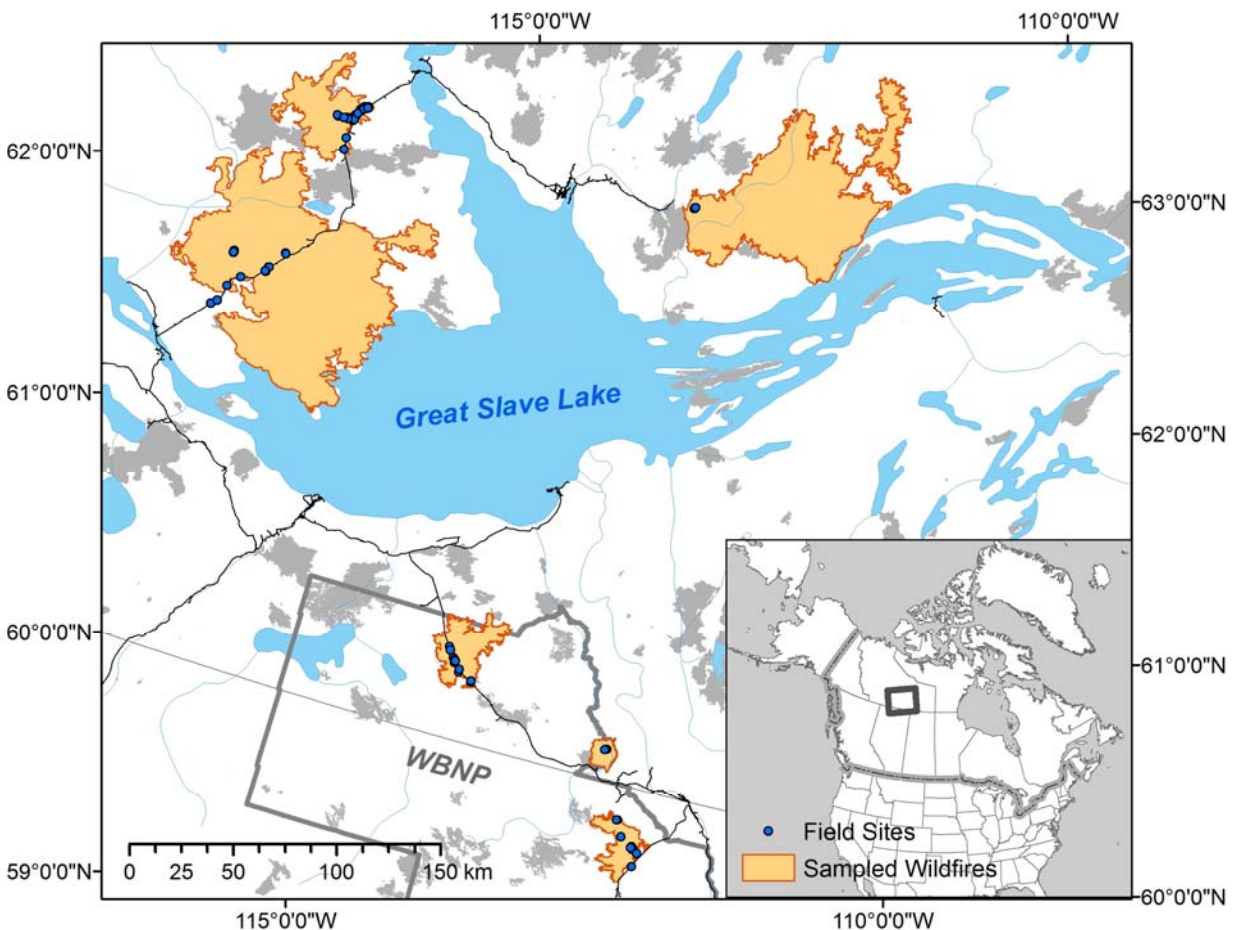 115°0'0"W
110°0'0"W
62°0'0"N
63°0'0"N
61°0'0"N
Great Slave Lake
62°0'0"N
60°0'0"N
61°0'0"N
WBNP
Field Sites
0 25 50 100 150 km
Sampled Wildfires
59°0'0"N
60°0'0"N
115°0'0"W
110°0'0"W